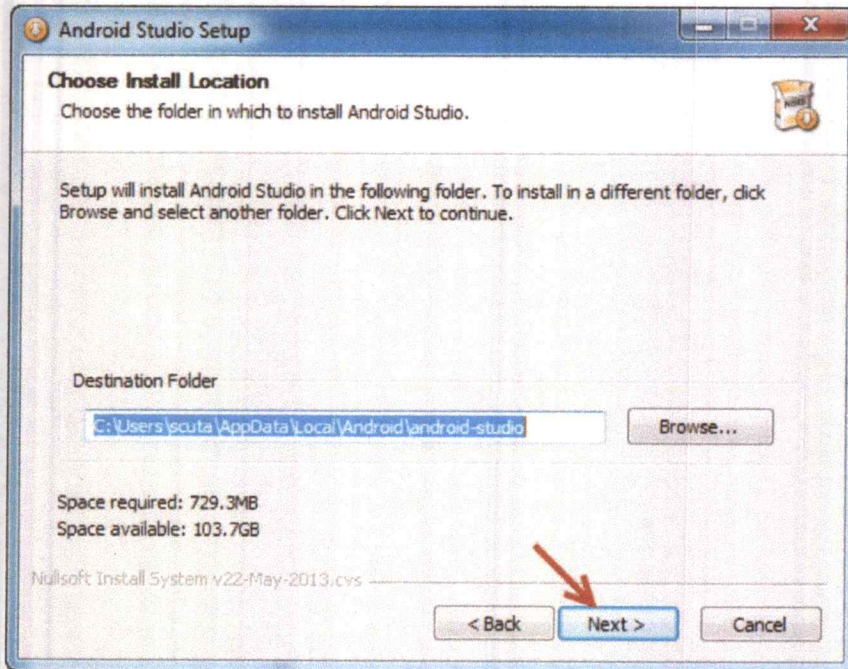 Android Studio Setup
Choose Install Location
Choose the folder in which to install Android Studio.
Setup will install Android Studio in the following folder. To install in a different folder, click
Browse and select another folder. Click Next to continue.
Destination Folder
C:\Users\scuta\AppData\Local\Android\android-studio
Browse...
Space required: 729.3MB
Space available: 103.7GB
Nullsoft Install System v22-May-2013.cvs
< Back
Next >
Cancel